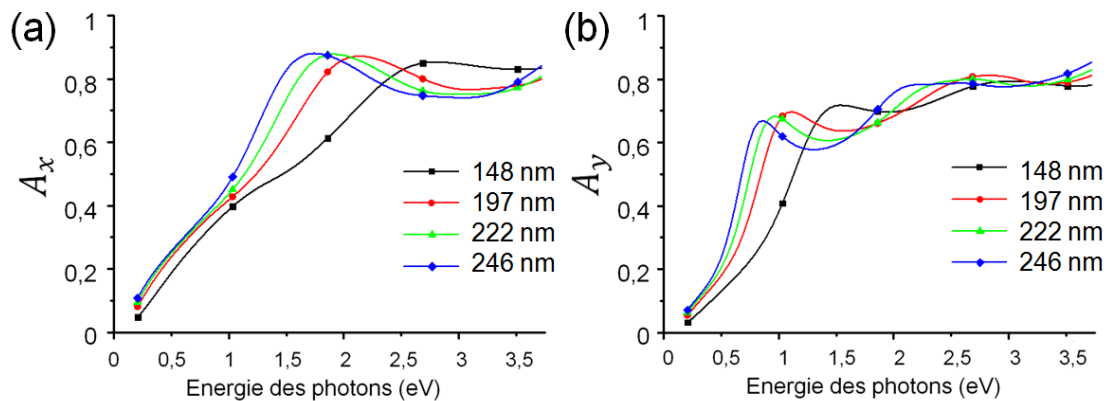 (a)
1
0,8
0,6
0,4
0,2
0
A_x
148 nm
197 nm
222 nm
246 nm
0 0,5 1 1,5 2 2,5 3 3,5
Energie des photons (eV)
(b)
1
0,8
0,6
0,4
0,2
0
A_y
148 nm
197 nm
222 nm
246 nm
0 0,5 1 1,5 2 2,5 3 3,5
Energie des photons (eV)